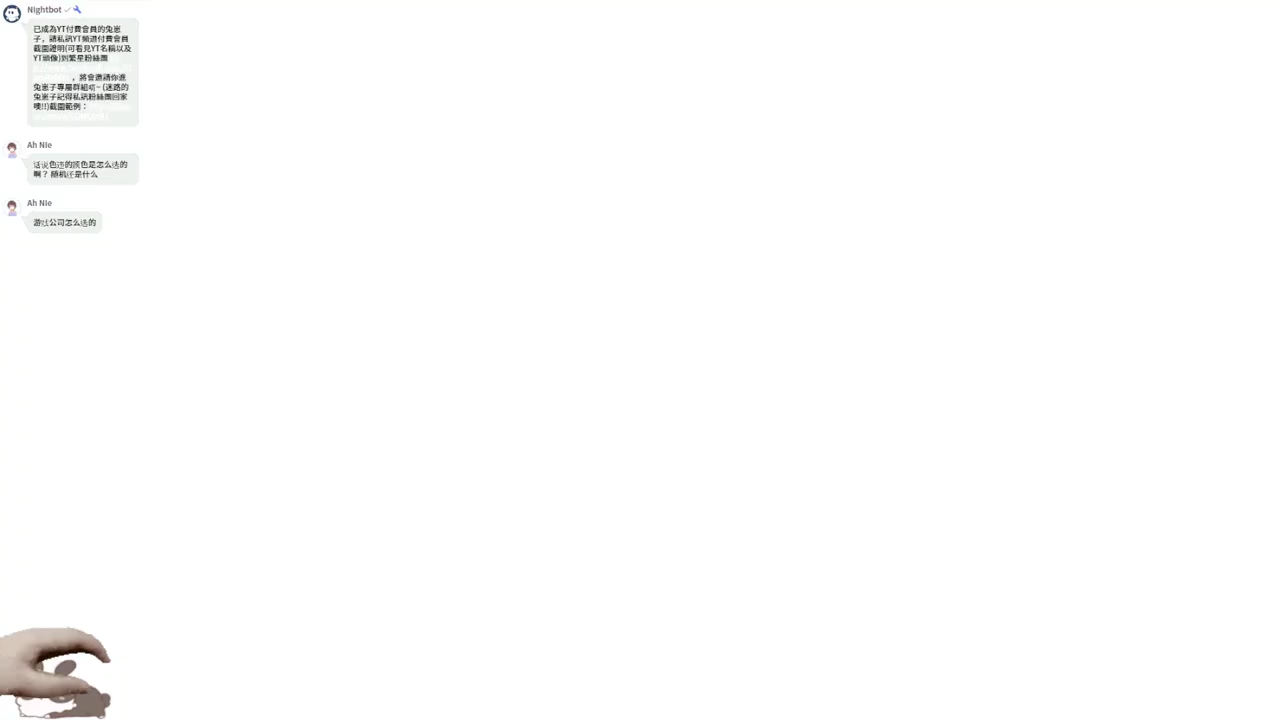 Nightbot
已成為YT付費會員的兔崽
子，請私訊YT頻道付費會員
截圖證明(可看見YT名稱以及
YT頭像)到繁星粉絲團
，將會邀請你進
兔崽子專屬群組唷~ (迷路的
兔崽子記得私訊粉絲團回家
噢!!)截圖範例：
Ah Nie
话说色违的颜色是怎么选的
啊？ 随机还是什么
Ah Nie
游戏公司怎么选的